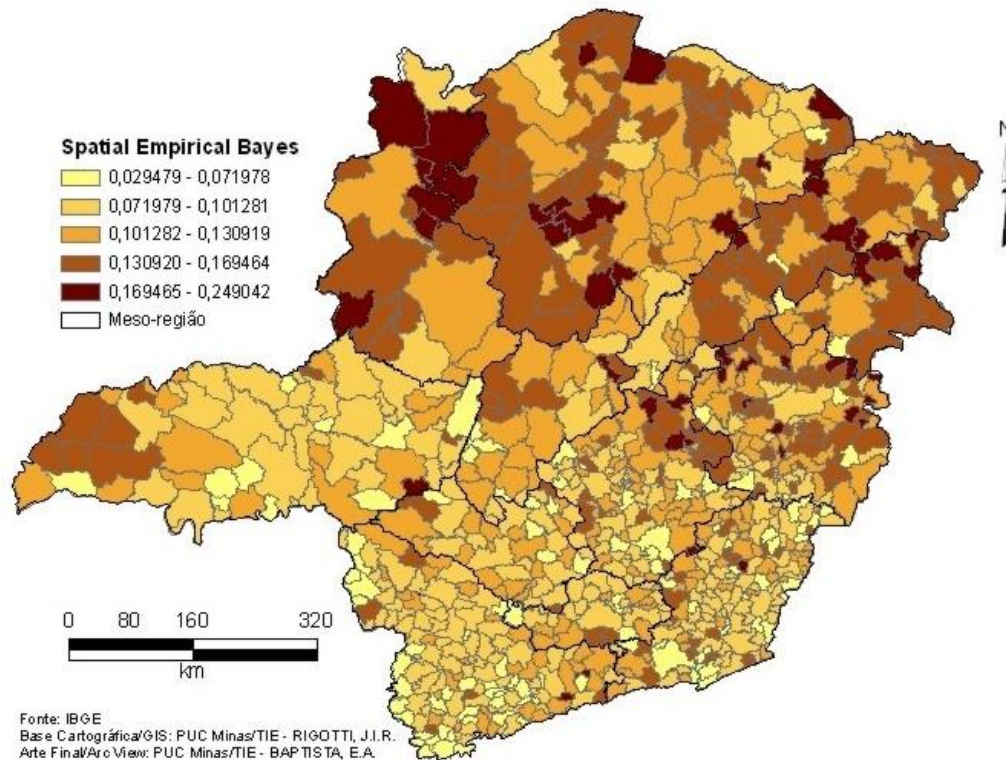 N
Spatial Empirical Bayes
0,029479 - 0,071978
0,071979 - 0,101281
0,101282 - 0,130919
0,130920 - 0,169464
0,169465 - 0,249042
Meso-região
0 80 160 320
km
Fonte: IBGE
Base Cartográfica/GIS: PUC Minas/TIE - RIGOTTI, J.I.R.
Arte Final/Arc View: PUC Minas/TIE - BAPTISTA, E.A.